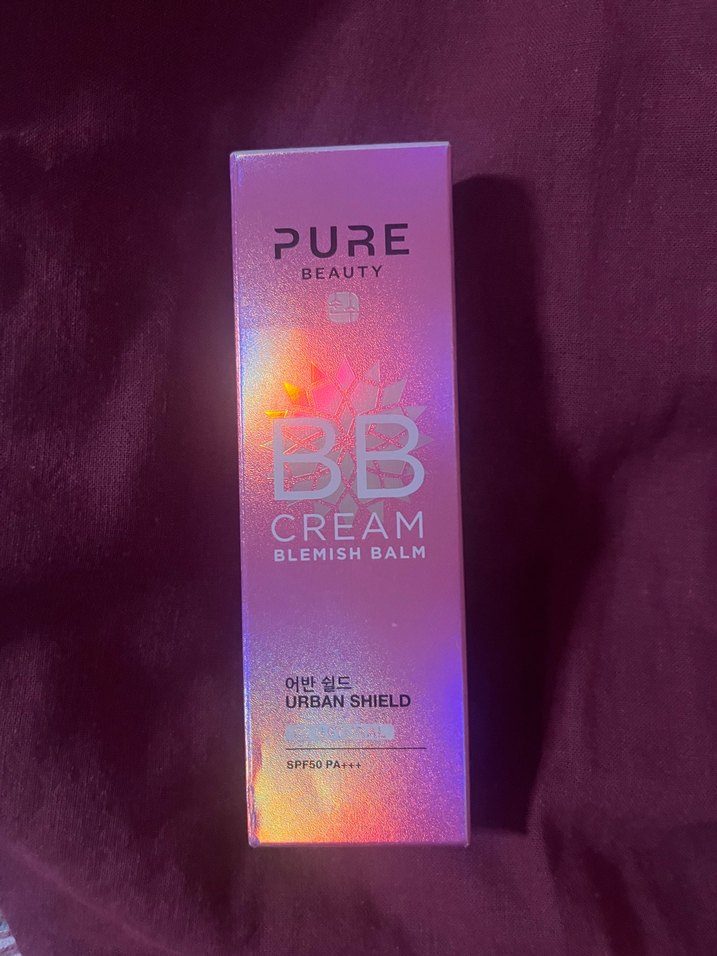 PURE
BEAUTY
BB
CREAM
BLEMISH BALM
어반 쉴드
URBAN SHIELD
SPF50 PA+++